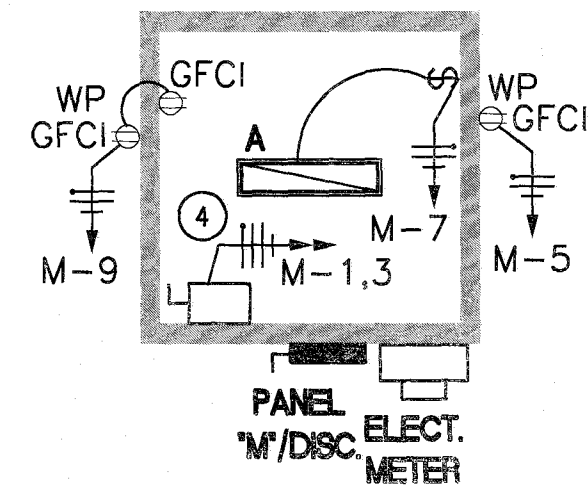 GFCI
WP
GFCI
WP
GFCI
A
4
M-7
M-9
M-1,3
M-5
PANEL
"M"/DISC.
ELECT.
METER